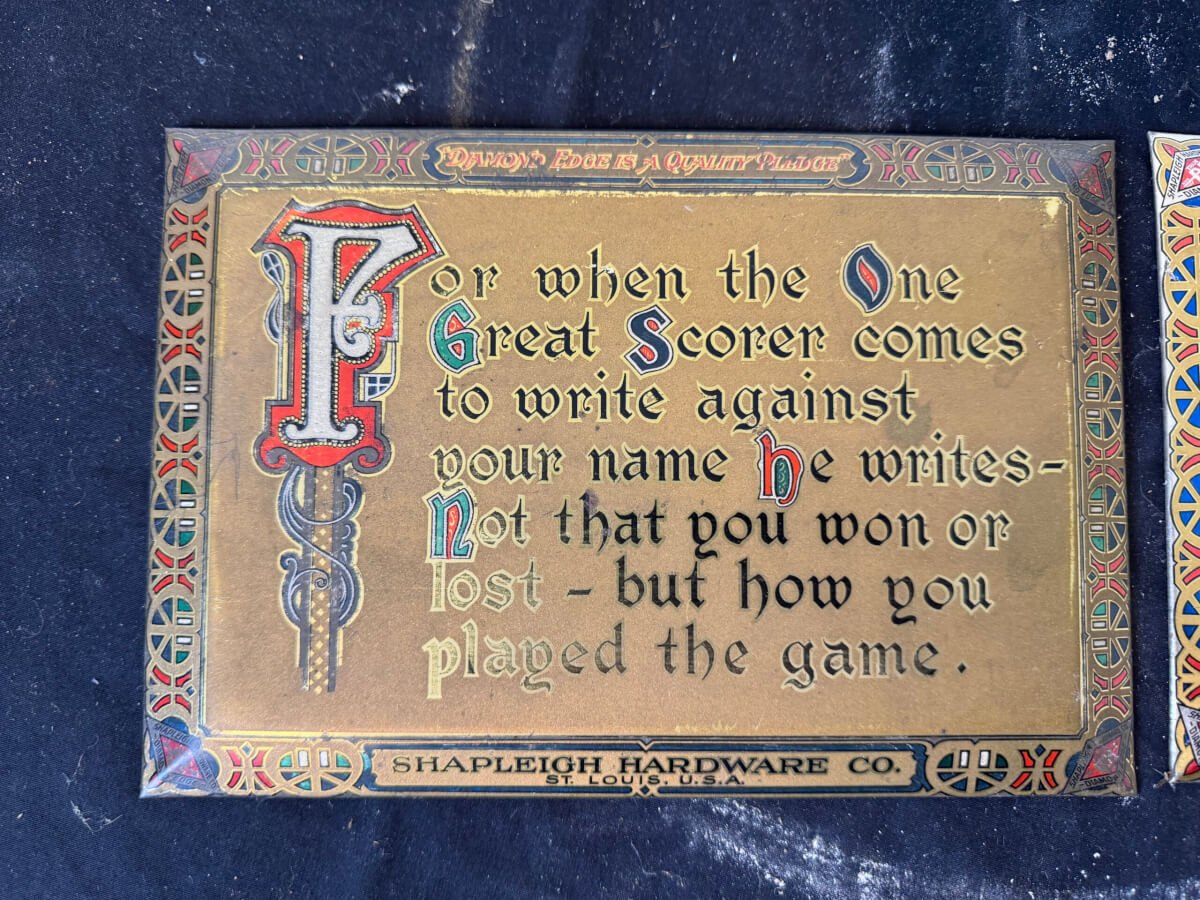 "DIAMOND EDGE IS A QUALITY PLEDGE"
For when the One
Great Scorer comes
to write against
your name he writes-
Not that you won or
lost - but how you
played the game.
SHAPLEIGH HARDWARE CO.
ST. LOUIS. U.S.A.
SHAPLEIGH